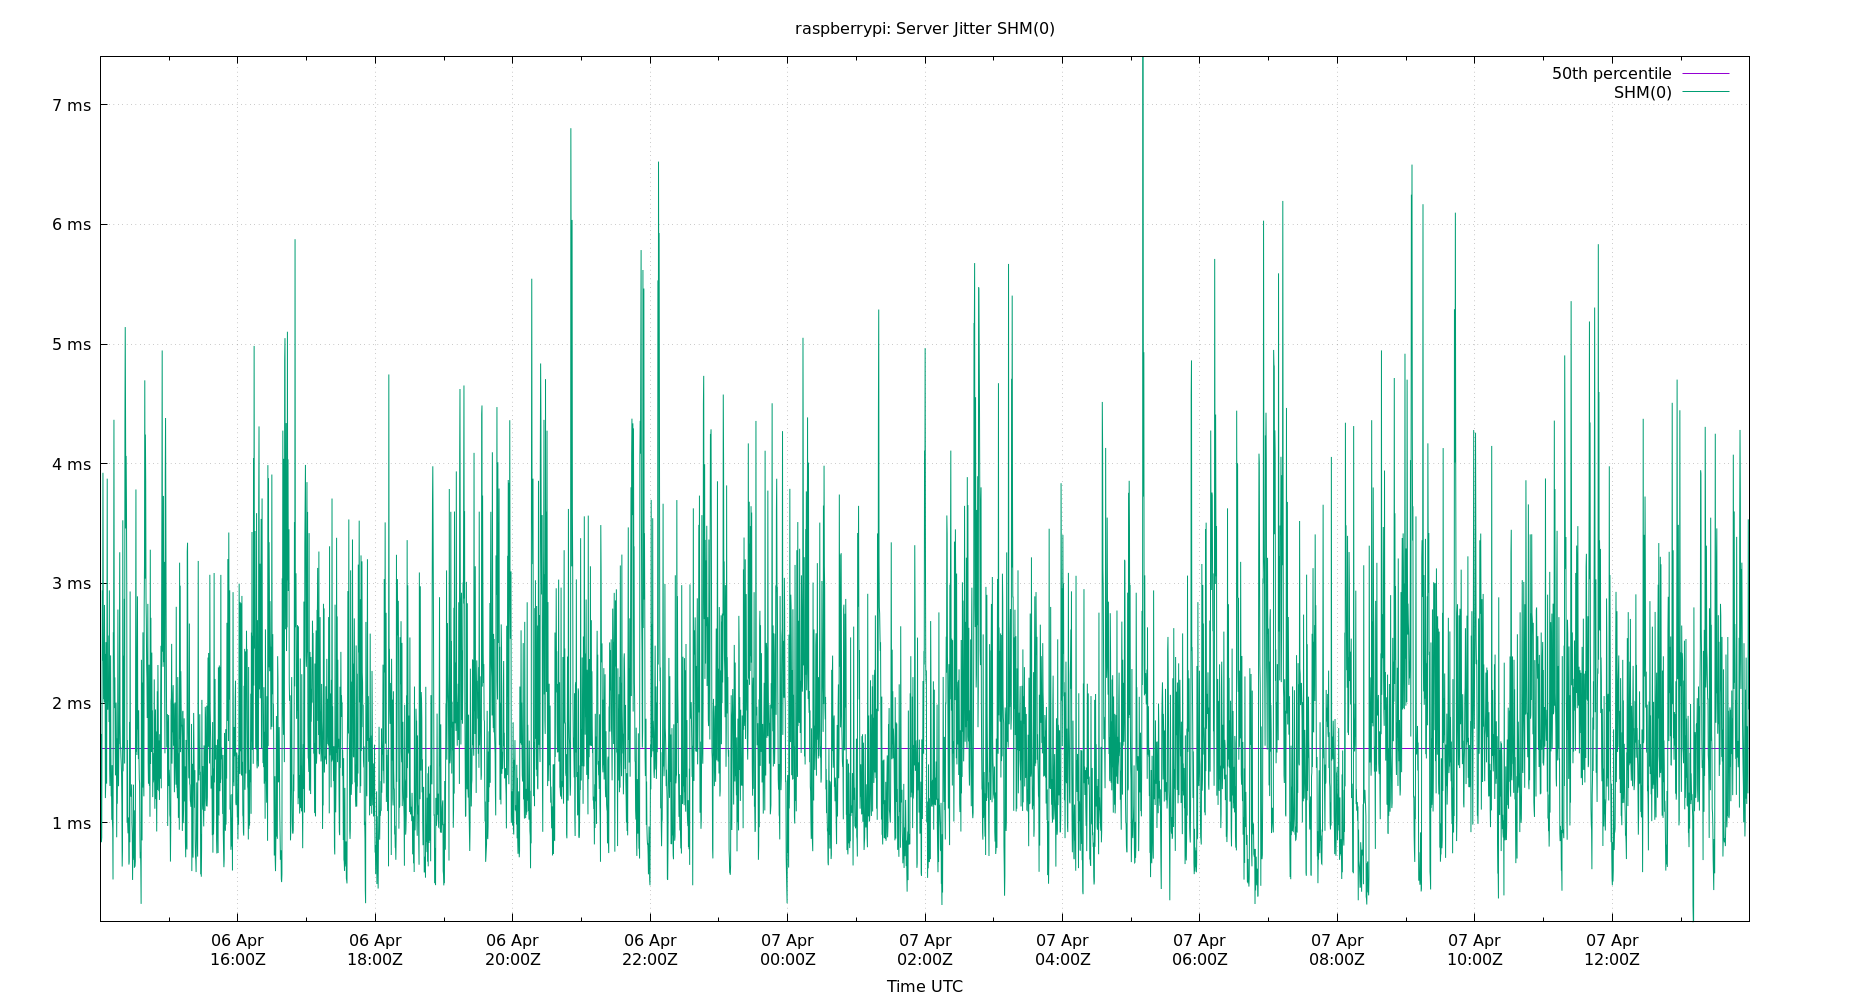 raspberrypi: Server Jitter SHM(0)
50th percentile
SHM(0)
7 ms
6 ms
5 ms
4 ms
3 ms
2 ms
1 ms
06 Apr 06 Apr 06 Apr 06 Apr 07 Apr 07 Apr 07 Apr 07 Apr 07 Apr 07 Apr 07 Apr
16:00Z 18:00Z 20:00Z 22:00Z 00:00Z 02:00Z 04:00Z 06:00Z 08:00Z 10:00Z 12:00Z
Time UTC